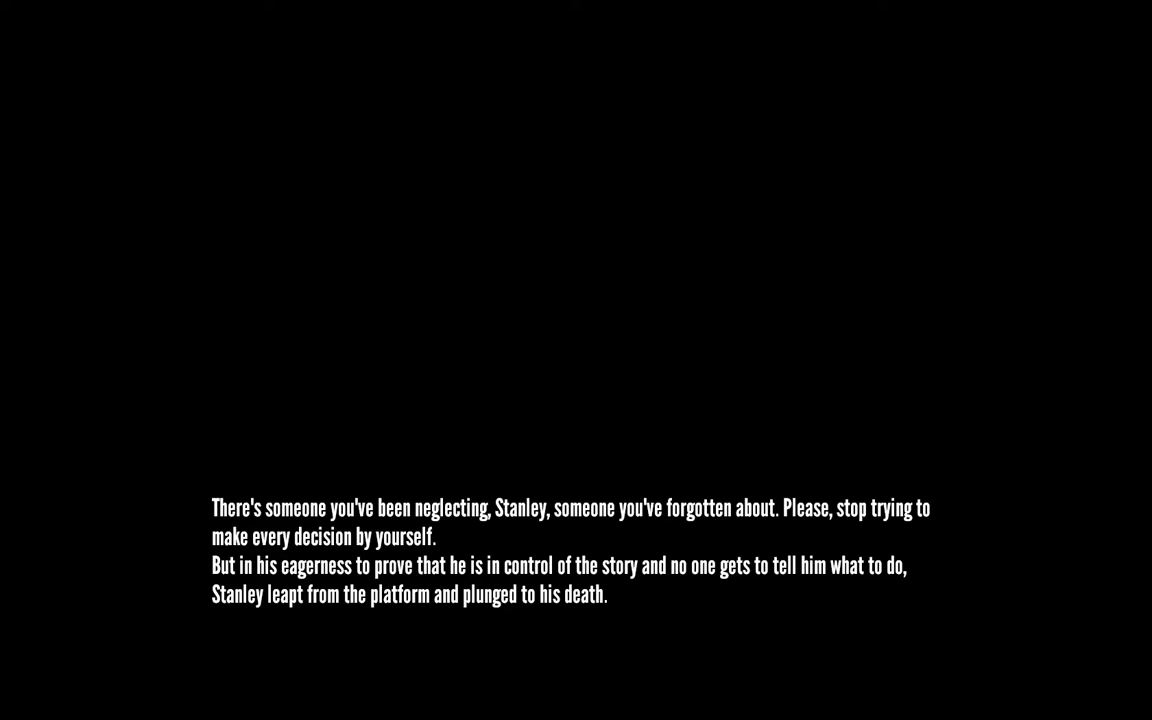 There's someone you've been neglecting, Stanley, someone you've forgotten about. Please, stop trying to
make every decision by yourself.
But in his eagerness to prove that he is in control of the story and no one gets to tell him what to do,
Stanley leapt from the platform and plunged to his death.